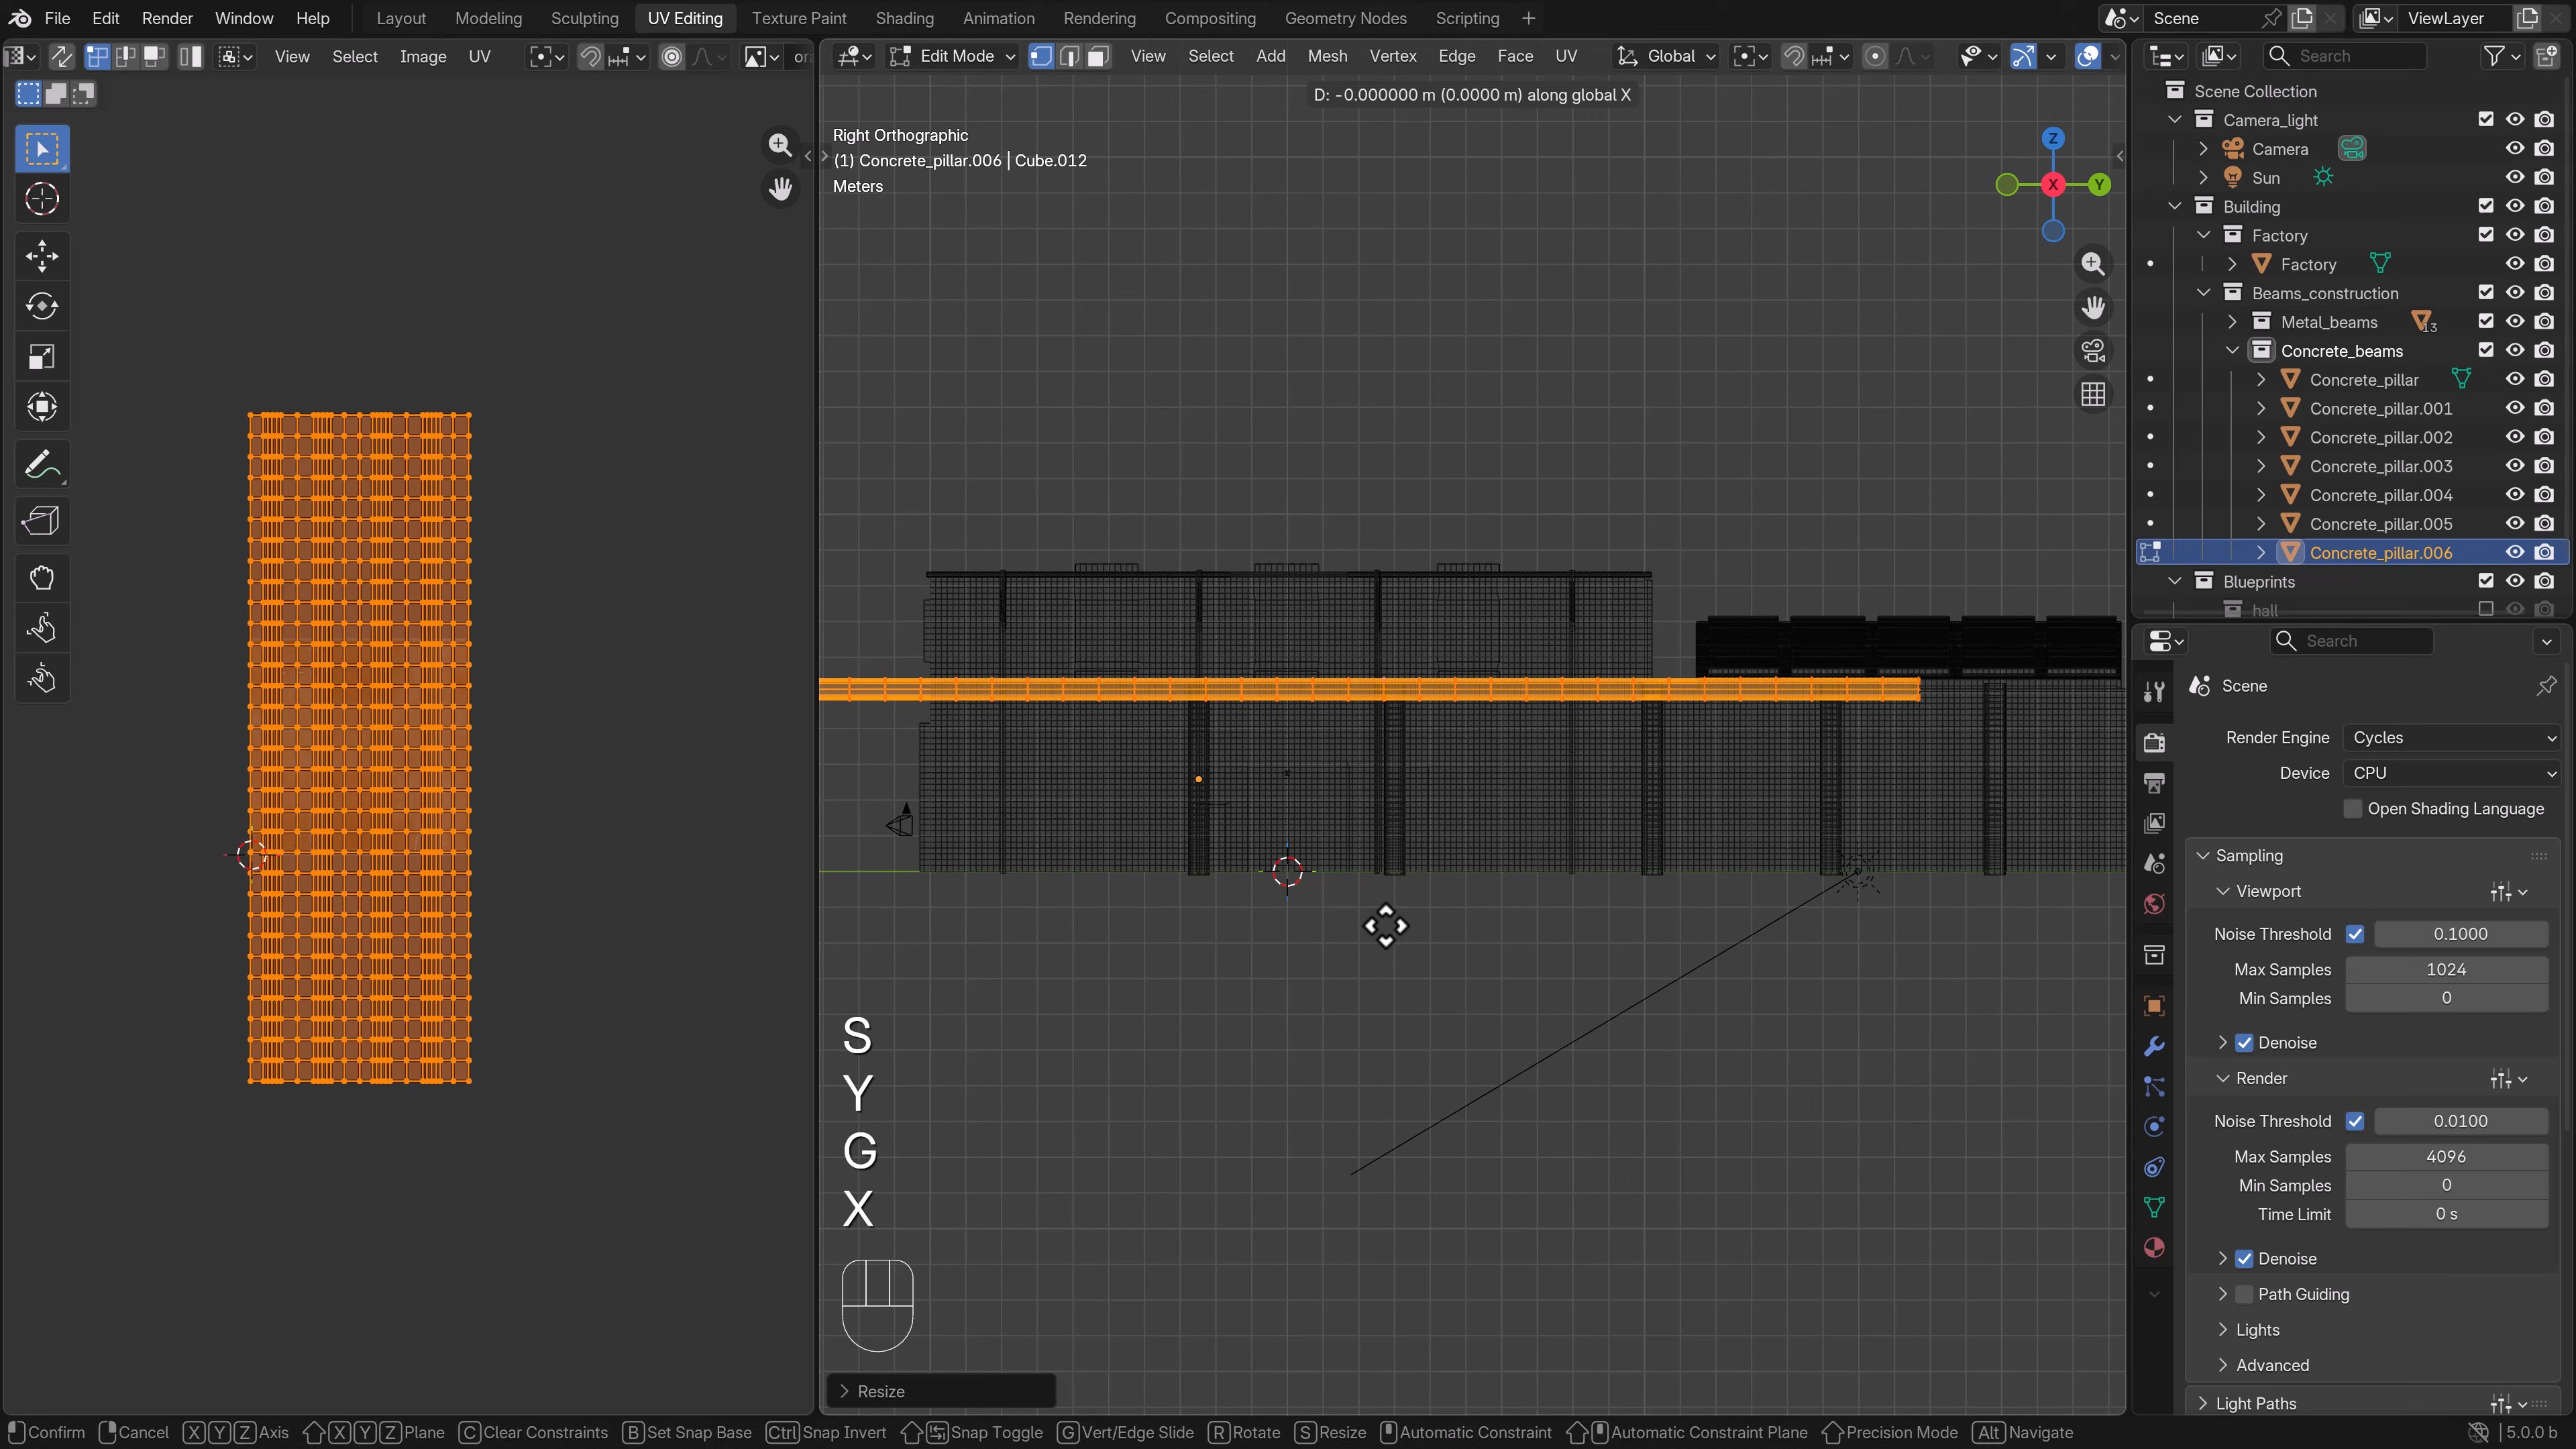 File Edit Render Window Help Layout Modeling Sculpting UV Editing Texture Paint Shading Animation Rendering Compositing Geometry Nodes Scripting Scene ViewLayer
View Select Image UV
Edit Mode View Select Add Mesh Vertex Edge Face UV Global
Search
D: -0.000000 m (0.0000 m) along global X
Right Orthographic
(1) Concrete_pillar.006 | Cube.012
Meters
Z
X
Y
S
Y
G
X
Resize
Scene Collection
Camera_light
Camera
Sun
Building
Factory
Factory
Beams_construction
Metal_beams 13
Concrete_beams
Concrete_pillar
Concrete_pillar.001
Concrete_pillar.002
Concrete_pillar.003
Concrete_pillar.004
Concrete_pillar.005
Concrete_pillar.006
Blueprints
hall
Search
Scene
Render Engine Cycles
Device CPU
Open Shading Language
Sampling
Viewport
Noise Threshold 0.1000
Max Samples 1024
Min Samples 0
Denoise
Render
Noise Threshold 0.0100
Max Samples 4096
Min Samples 0
Time Limit 0 s
Denoise
Path Guiding
Lights
Advanced
Light Paths
Confirm Cancel X Y Z Axis X Y Z Plane C Clear Constraints B Set Snap Base Ctrl Snap Invert Snap Toggle G Vert/Edge Slide R Rotate S Resize Automatic Constraint Automatic Constraint Plane Precision Mode Alt Navigate 5.0.0 b